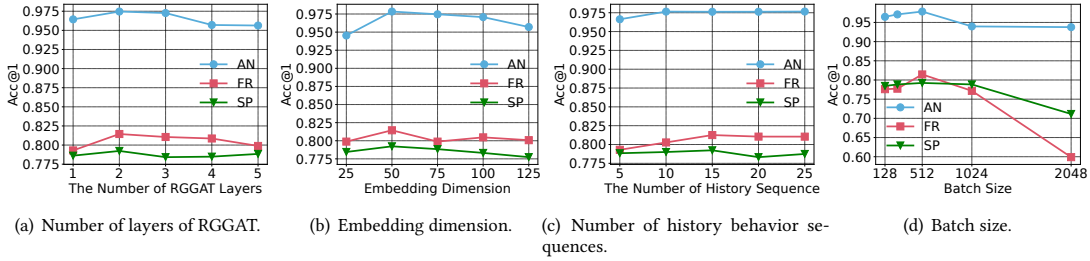 0.975
0.950
0.925
0.900
0.875
0.850
0.825
0.800
0.775
Acc@1
AN
FR
SP
1 2 3 4 5
The Number of RGGAT Layers
(a) Number of layers of RGGAT.
0.975
0.950
0.925
0.900
0.875
0.850
0.825
0.800
0.775
Acc@1
AN
FR
SP
25 50 75 100 125
Embedding Dimension
(b) Embedding dimension.
0.975
0.950
0.925
0.900
0.875
0.850
0.825
0.800
0.775
Acc@1
AN
FR
SP
5 10 15 20 25
The Number of History Sequence
(c) Number of history behavior se-
quences.
0.95
0.90
0.85
0.80
0.75
0.70
0.65
0.60
Acc@1
AN
FR
SP
128 512 1024 2048
Batch Size
(d) Batch size.